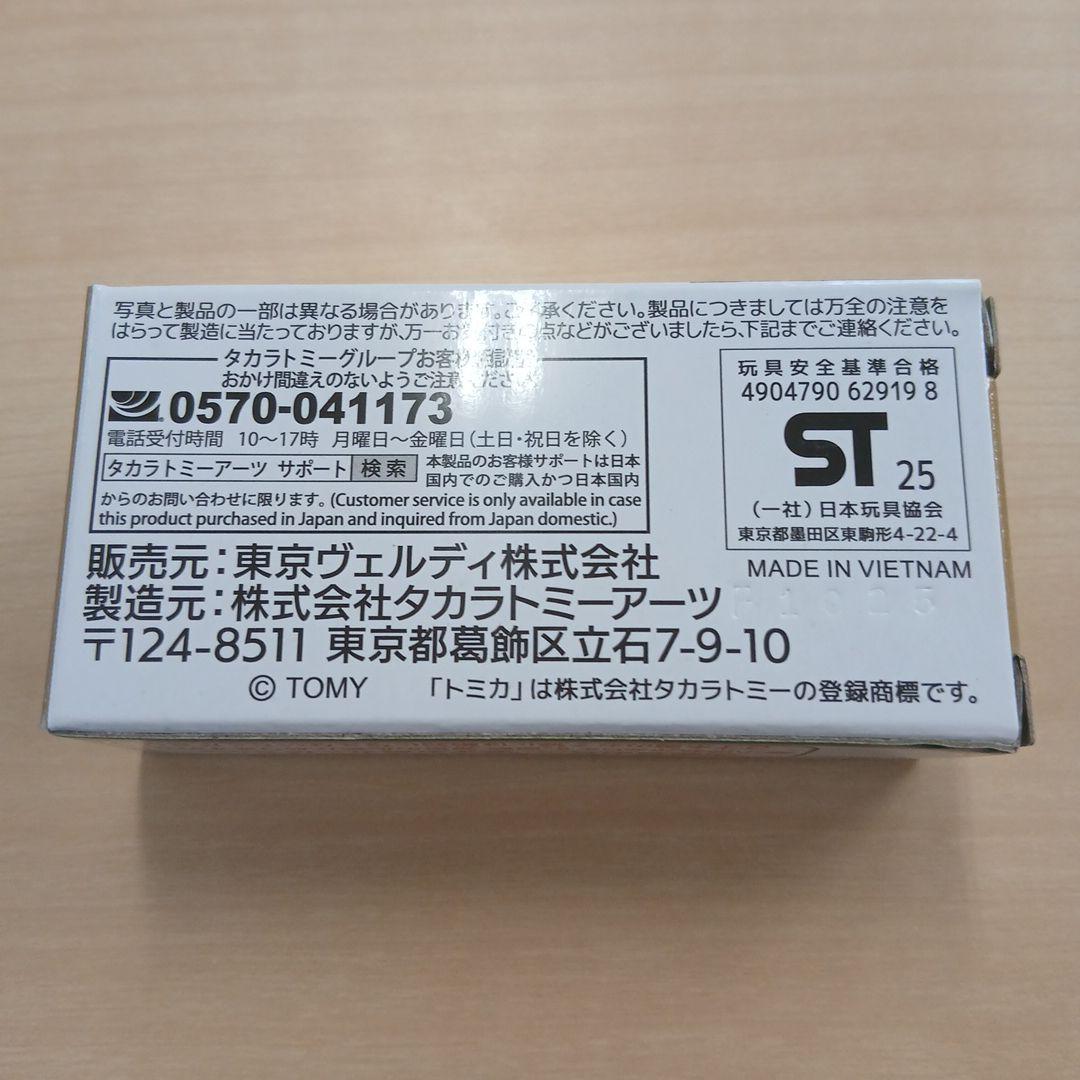 写真と製品の一部は異なる場合があります。ご了承ください。製品につきましては万全の注意を
はらって製造に当たっておりますが、万一お気付きの点などがございましたら、下記までご連絡ください。
タカラトミーグループお客様相談室
おかけ間違えのないようご注意ください
0570-041173
電話受付時間 10～17時 月曜日～金曜日(土日・祝日を除く)
タカラトミーアーツ サポート 検索
本製品のお客様サポートは日本
国内でのご購入かつ日本国内
からのお問い合わせに限ります。(Customer service is only available in case
this product purchased in Japan and inquired from Japan domestic.)
玩具安全基準合格
4904790 62919 8
ST 25
(一社)日本玩具協会
東京都墨田区東駒形4-22-4
MADE IN VIETNAM
販売元:東京ヴェルディ株式会社
製造元:株式会社タカラトミーアーツ
〒124-8511 東京都葛飾区立石7-9-10
© TOMY 「トミカ」は株式会社タカラトミーの登録商標です。